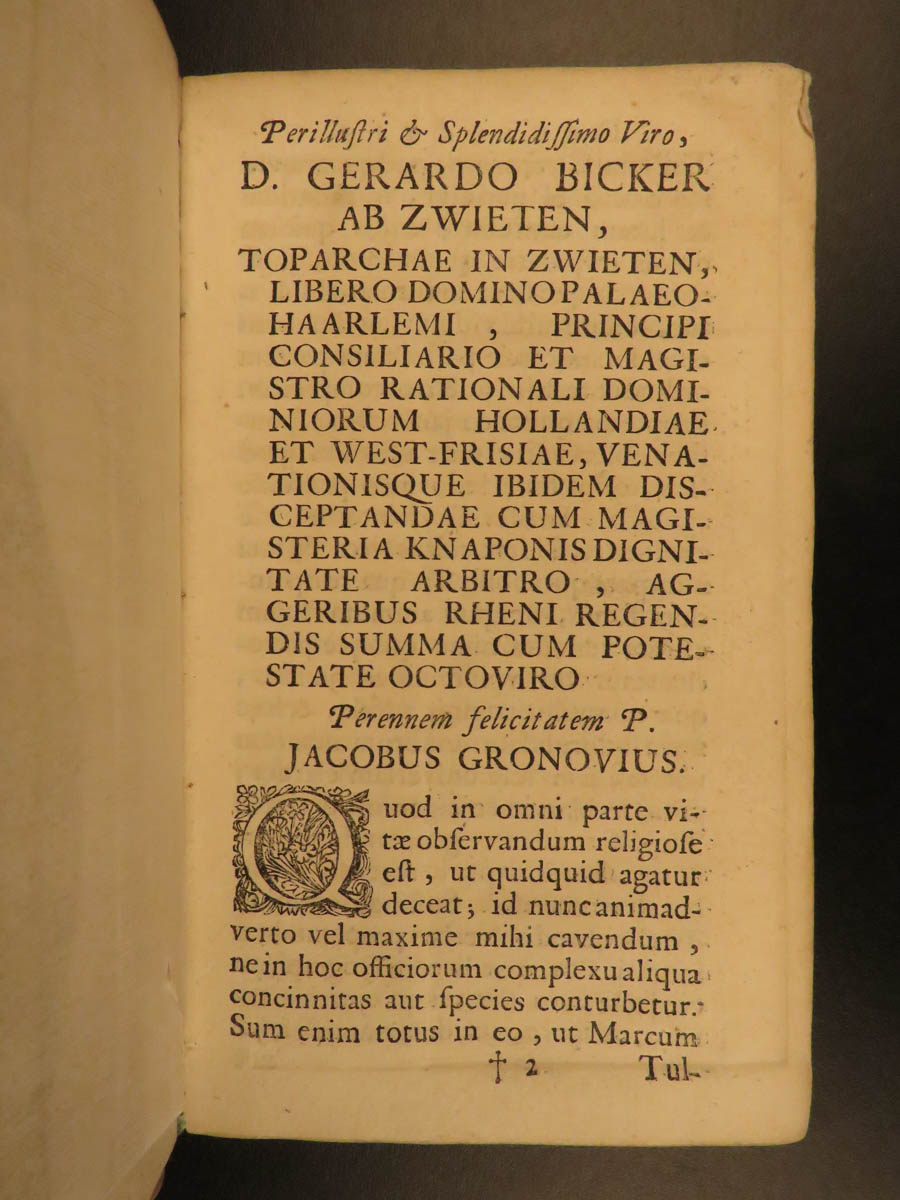 Perilluſtri & Splendidiſſimo Viro,
D. GERARDO BICKER
AB ZWIETEN,
TOPARCHAE IN ZWIETEN,
LIBERO DOMINO PALAEO-
HAARLEMI , PRINCIPI
CONSILIARIO ET MAGI-
STRO RATIONALI DOMI-
NIORUM HOLLANDIAE
ET WEST-FRISIAE, VENA-
TIONISQUE IBIDEM DIS-
CEPTANDAE CUM MAGI-
STERIA KNAPONIS DIGNI-
TATE ARBITRO , AG-
GERIBUS RHENI REGEN-
DIS SUMMA CUM POTE-
STATE OCTOVIRO
Perennem felicitatem P.
JACOBUS GRONOVIUS.
Quod in omni parte vi-
tæ obſervandum religioſe
eſt , ut quidquid agatur
deceat; id nunc animad-
verto vel maxime mihi cavendum ,
ne in hoc officiorum complexu aliqua
concinnitas aut ſpecies conturbetur.
Sum enim totus in eo , ut Marcum
† 2 Tul-